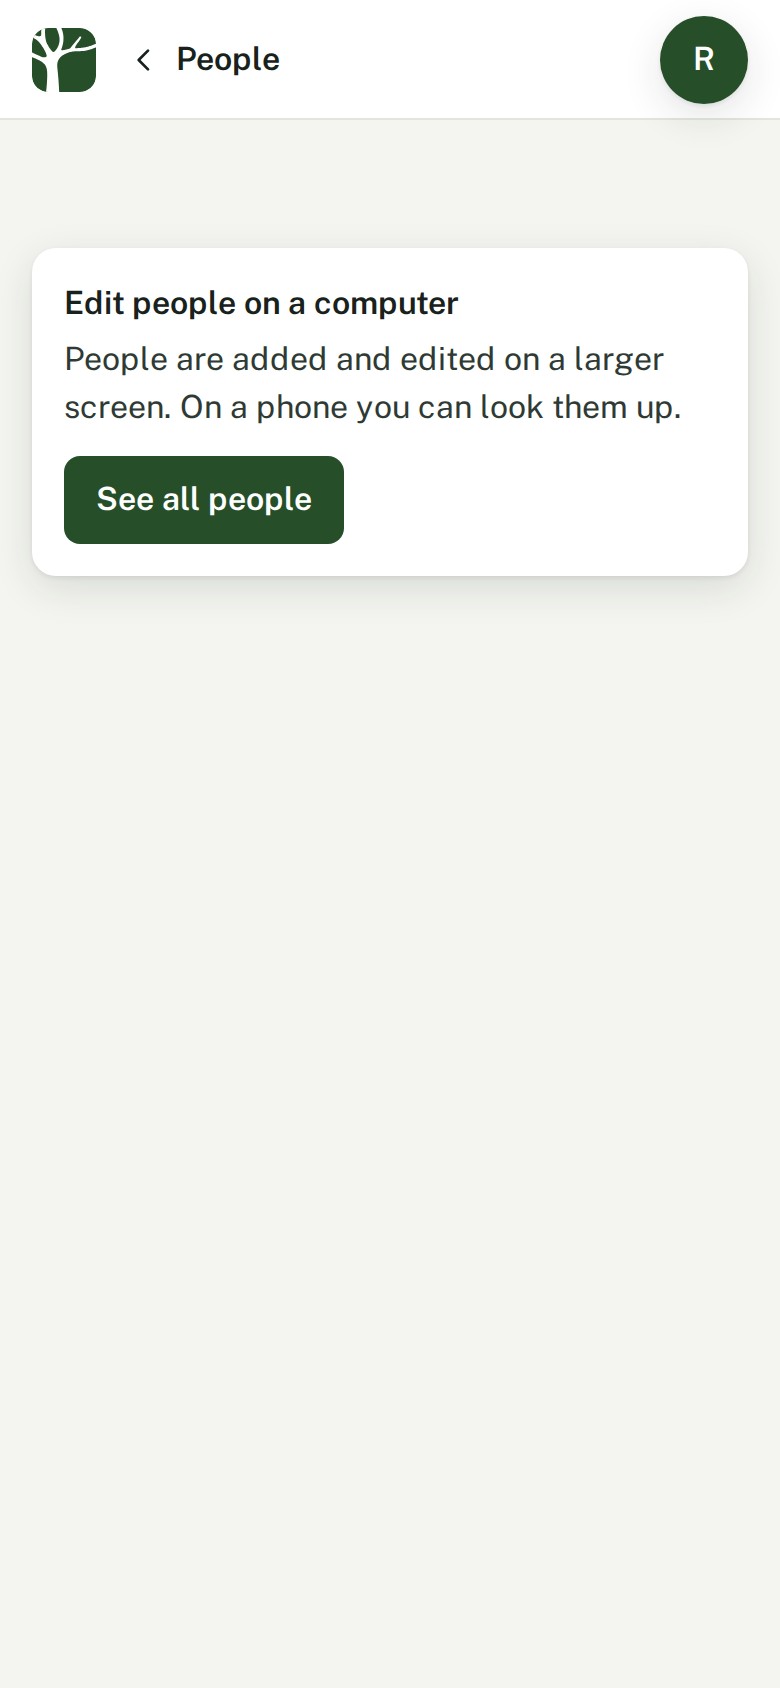 People
R
Edit people on a computer
People are added and edited on a larger
screen. On a phone you can look them up.
See all people